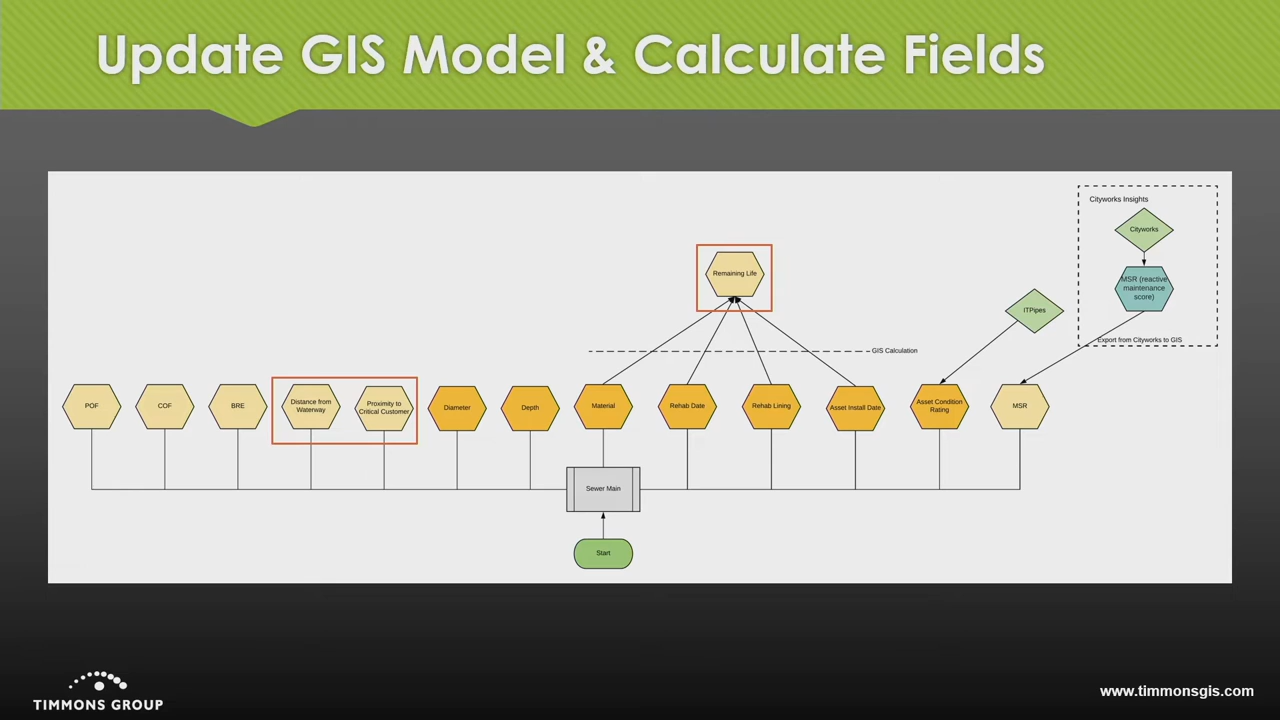 Update GIS Model & Calculate Fields
Cityworks Insights
Cityworks
MSR (reactive
maintenance
score)
Export from Cityworks to GIS
Remaining Life
ITPipes
GIS Calculation
POF
COF
BRE
Distance from
Waterway
Proximity to
Critical Customer
Diameter
Depth
Material
Rehab Date
Rehab Lining
Asset Install Date
Asset Condition
Rating
MSR
Sewer Main
Start
TIMMONS GROUP
www.timmonsgis.com